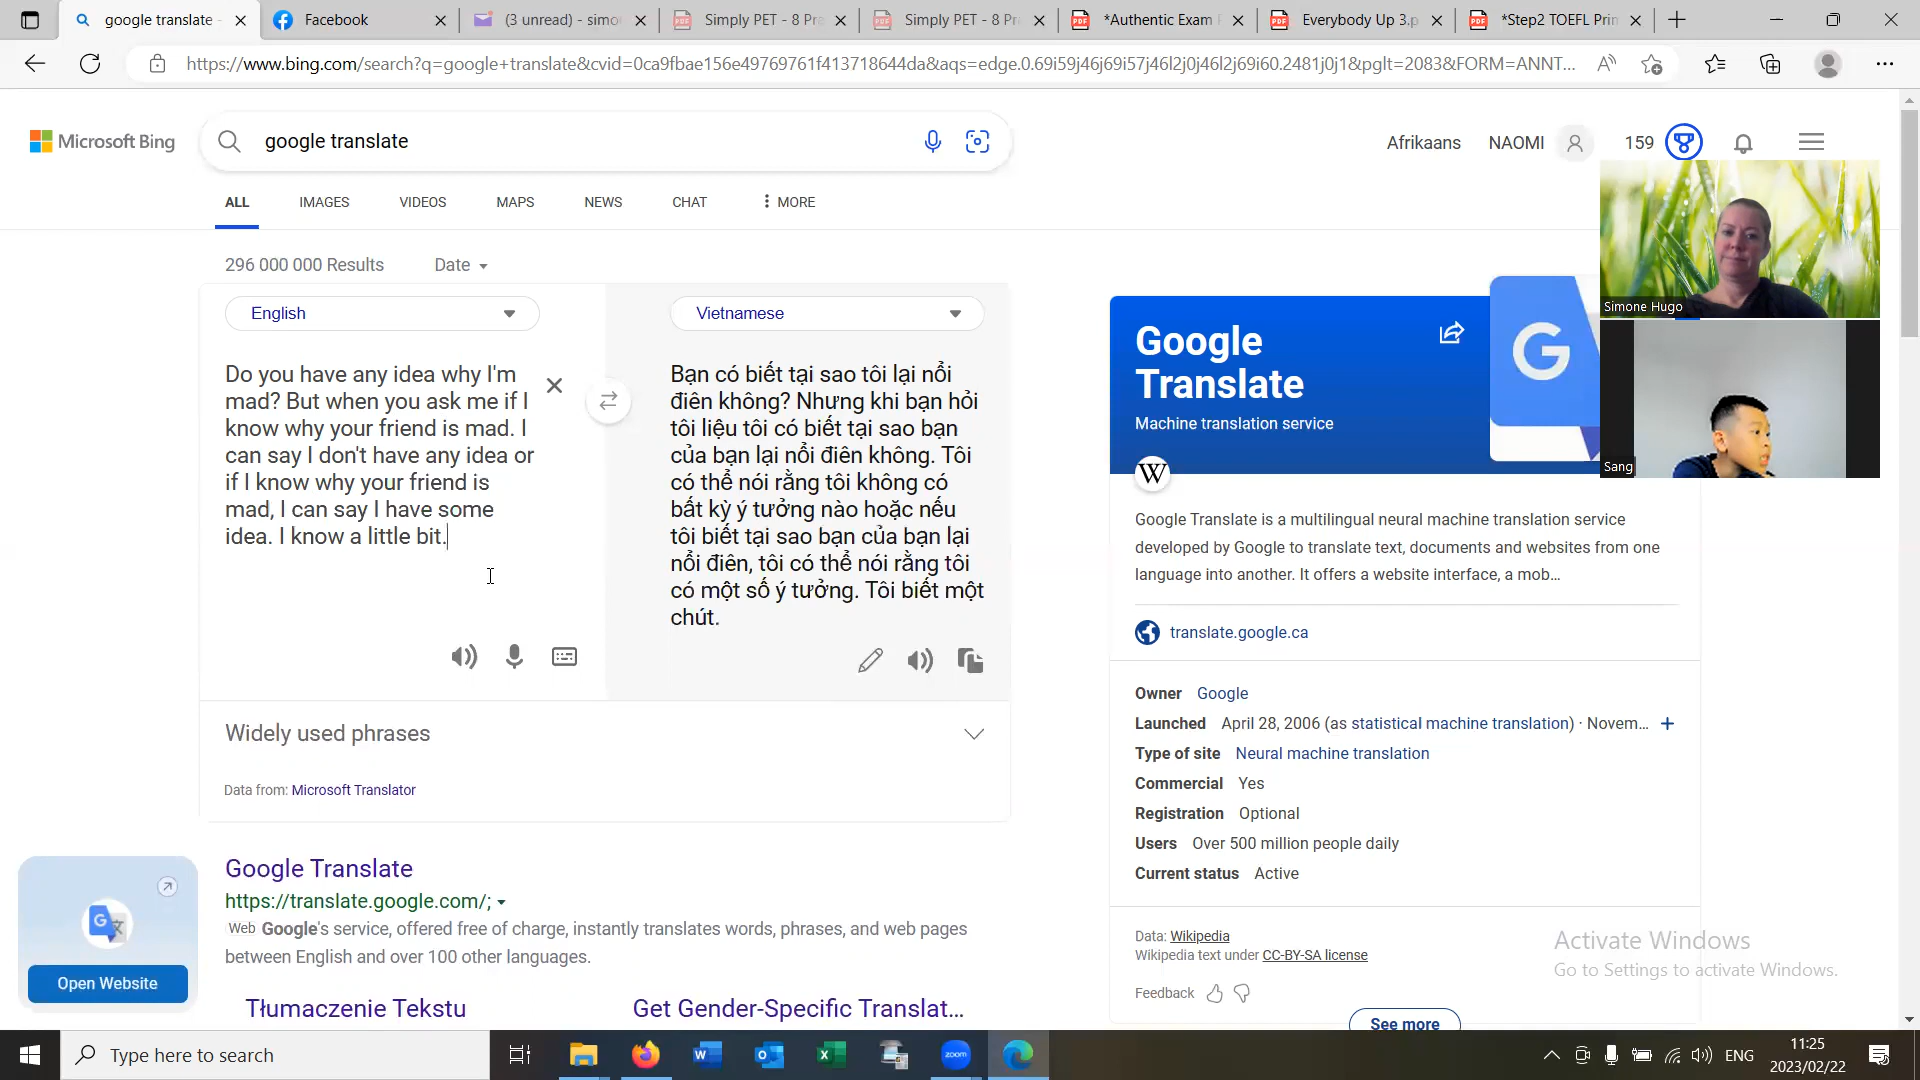 google translate -
Facebook
(3 unread) - simo
Simply PET - 8 Pra
Simply PET - 8 Pr
*Authentic Exam
Everybody Up 3.p
*Step2 TOEFL Prin
https://www.bing.com/search?q=google+translate&cvid=0ca9fbae156e49769761f413718644da&aqs=edge.0.69i59j46j69i57j46l2j0j46l2j69i60.2481j0j1&pglt=2083&FORM=ANNT...
Microsoft Bing
google translate
Afrikaans
NAOMI
159
ALL
IMAGES
VIDEOS
MAPS
NEWS
CHAT
MORE
Simone Hugo
Sang
296 000 000 Results
Date
English
Do you have any idea why I'm
mad? But when you ask me if I
know why your friend is mad. I
can say I don't have any idea or
if I know why your friend is
mad, I can say I have some
idea. I know a little bit.
Vietnamese
Bạn có biết tại sao tôi lại nổi
điên không? Nhưng khi bạn hỏi
tôi liệu tôi có biết tại sao bạn
của bạn lại nổi điên không. Tôi
có thể nói rằng tôi không có
bất kỳ ý tưởng nào hoặc nếu
tôi biết tại sao bạn của bạn lại
nổi điên, tôi có thể nói rằng tôi
có một số ý tưởng. Tôi biết một
chút.
Widely used phrases
Data from: Microsoft Translator
Google
Translate
Machine translation service
G
W
Google Translate is a multilingual neural machine translation service
developed by Google to translate text, documents and websites from one
language into another. It offers a website interface, a mob...
translate.google.ca
Owner Google
Launched April 28, 2006 (as statistical machine translation) · Novem...
Type of site Neural machine translation
Commercial Yes
Registration Optional
Users Over 500 million people daily
Current status Active
Data: Wikipedia
Wikipedia text under CC-BY-SA license
Feedback
See more
Activate Windows
Go to Settings to activate Windows.
Open Website
Google Translate
https://translate.google.com/;
Web Google's service, offered free of charge, instantly translates words, phrases, and web pages
between English and over 100 other languages.
Tłumaczenie Tekstu
Get Gender-Specific Translat...
Type here to search
zoom
ENG
11:25
2023/02/22